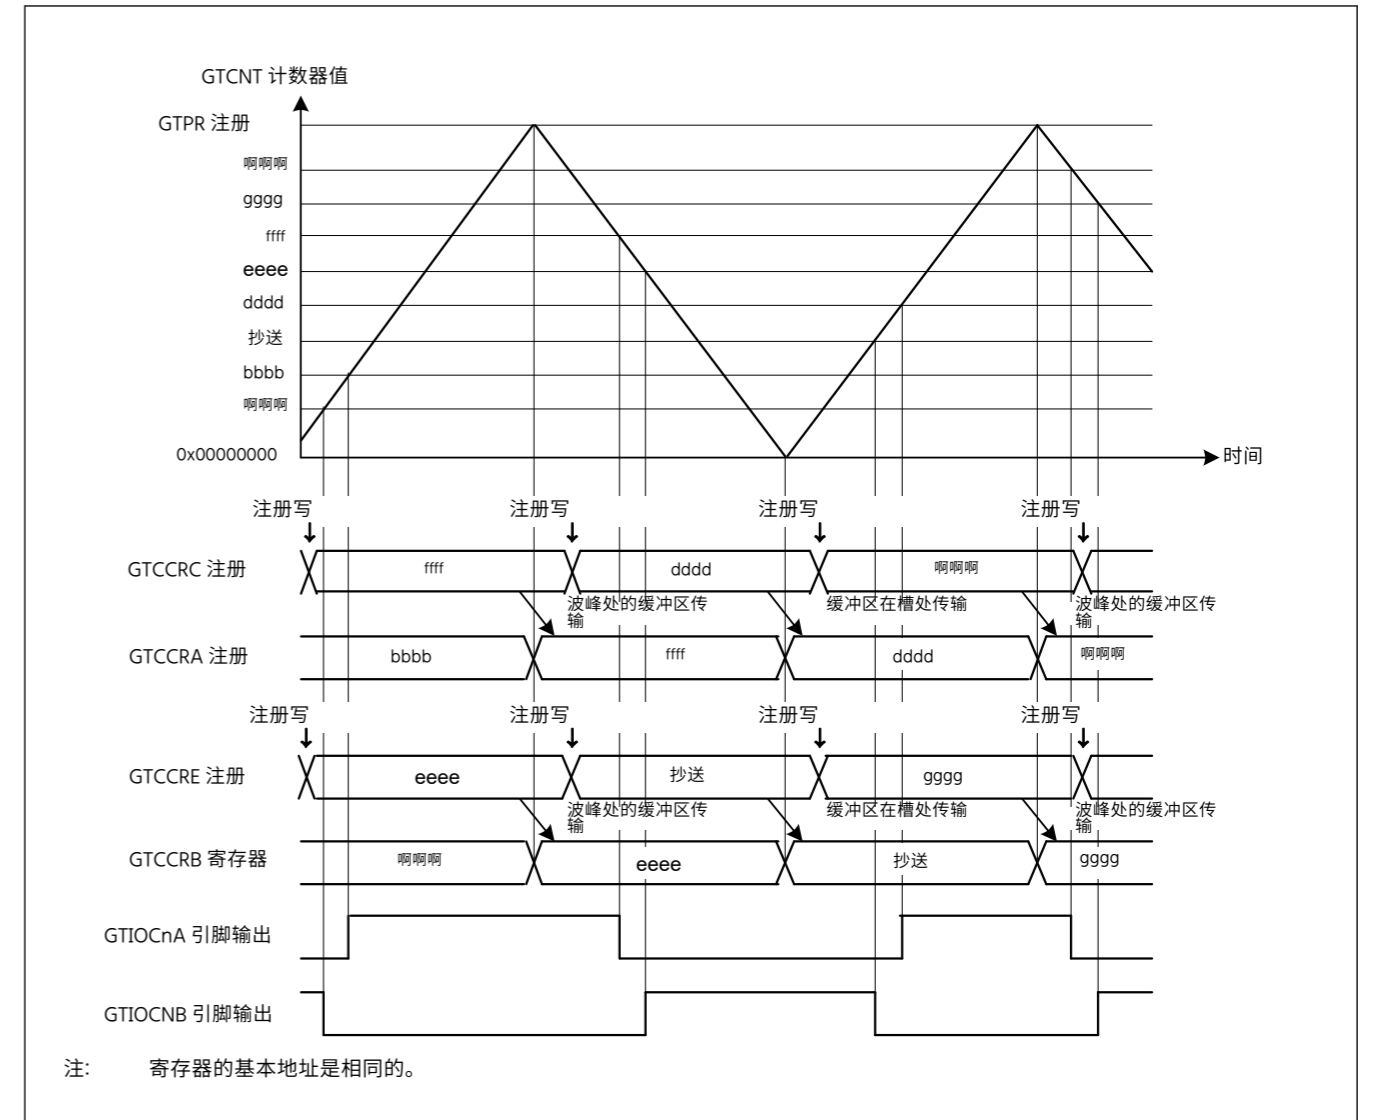 GTCNT 计数器值
GTPR 注册
啊啊啊
gggg
ffff
eeee
dddd
抄送
bbbb
啊啊啊
0x00000000
时间
注册写 注册写 注册写 注册写
GTCCRC 注册 ffff dddd 啊啊啊
波峰处的缓冲区传
输
缓冲区在槽处传输
波峰处的缓冲区传
输
GTCCRA 注册 bbbb ffff dddd 啊啊啊
注册写 注册写 注册写 注册写
GTCCRE 注册 eeee 抄送 gggg
波峰处的缓冲区传
输
缓冲区在槽处传输
波峰处的缓冲区传
输
GTCCRB 寄存器 啊啊啊 eeee 抄送 gggg
GTIOCnA 引脚输出
GTIOCNB 引脚输出
注: 寄存器的基本地址是相同的。